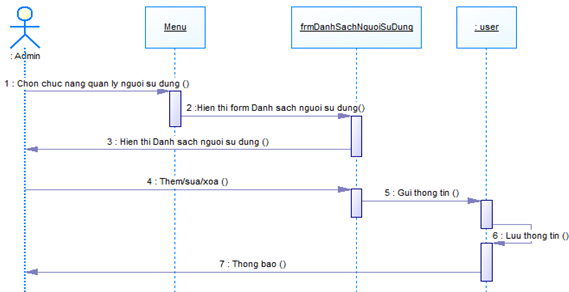 Menu
frmDanhSachNguoiSuDung
: user
: Admin
1 : Chon chuc nang quan ly nguoi su dung ()
2 :Hien thi form Danh sach nguoi su dung()
3 : Hien thi Danh sach nguoi su dung ()
4 : Them/sua/xoa ()
5 : Gui thong tin ()
6 : Luu thong tin ()
7 : Thong bao ()